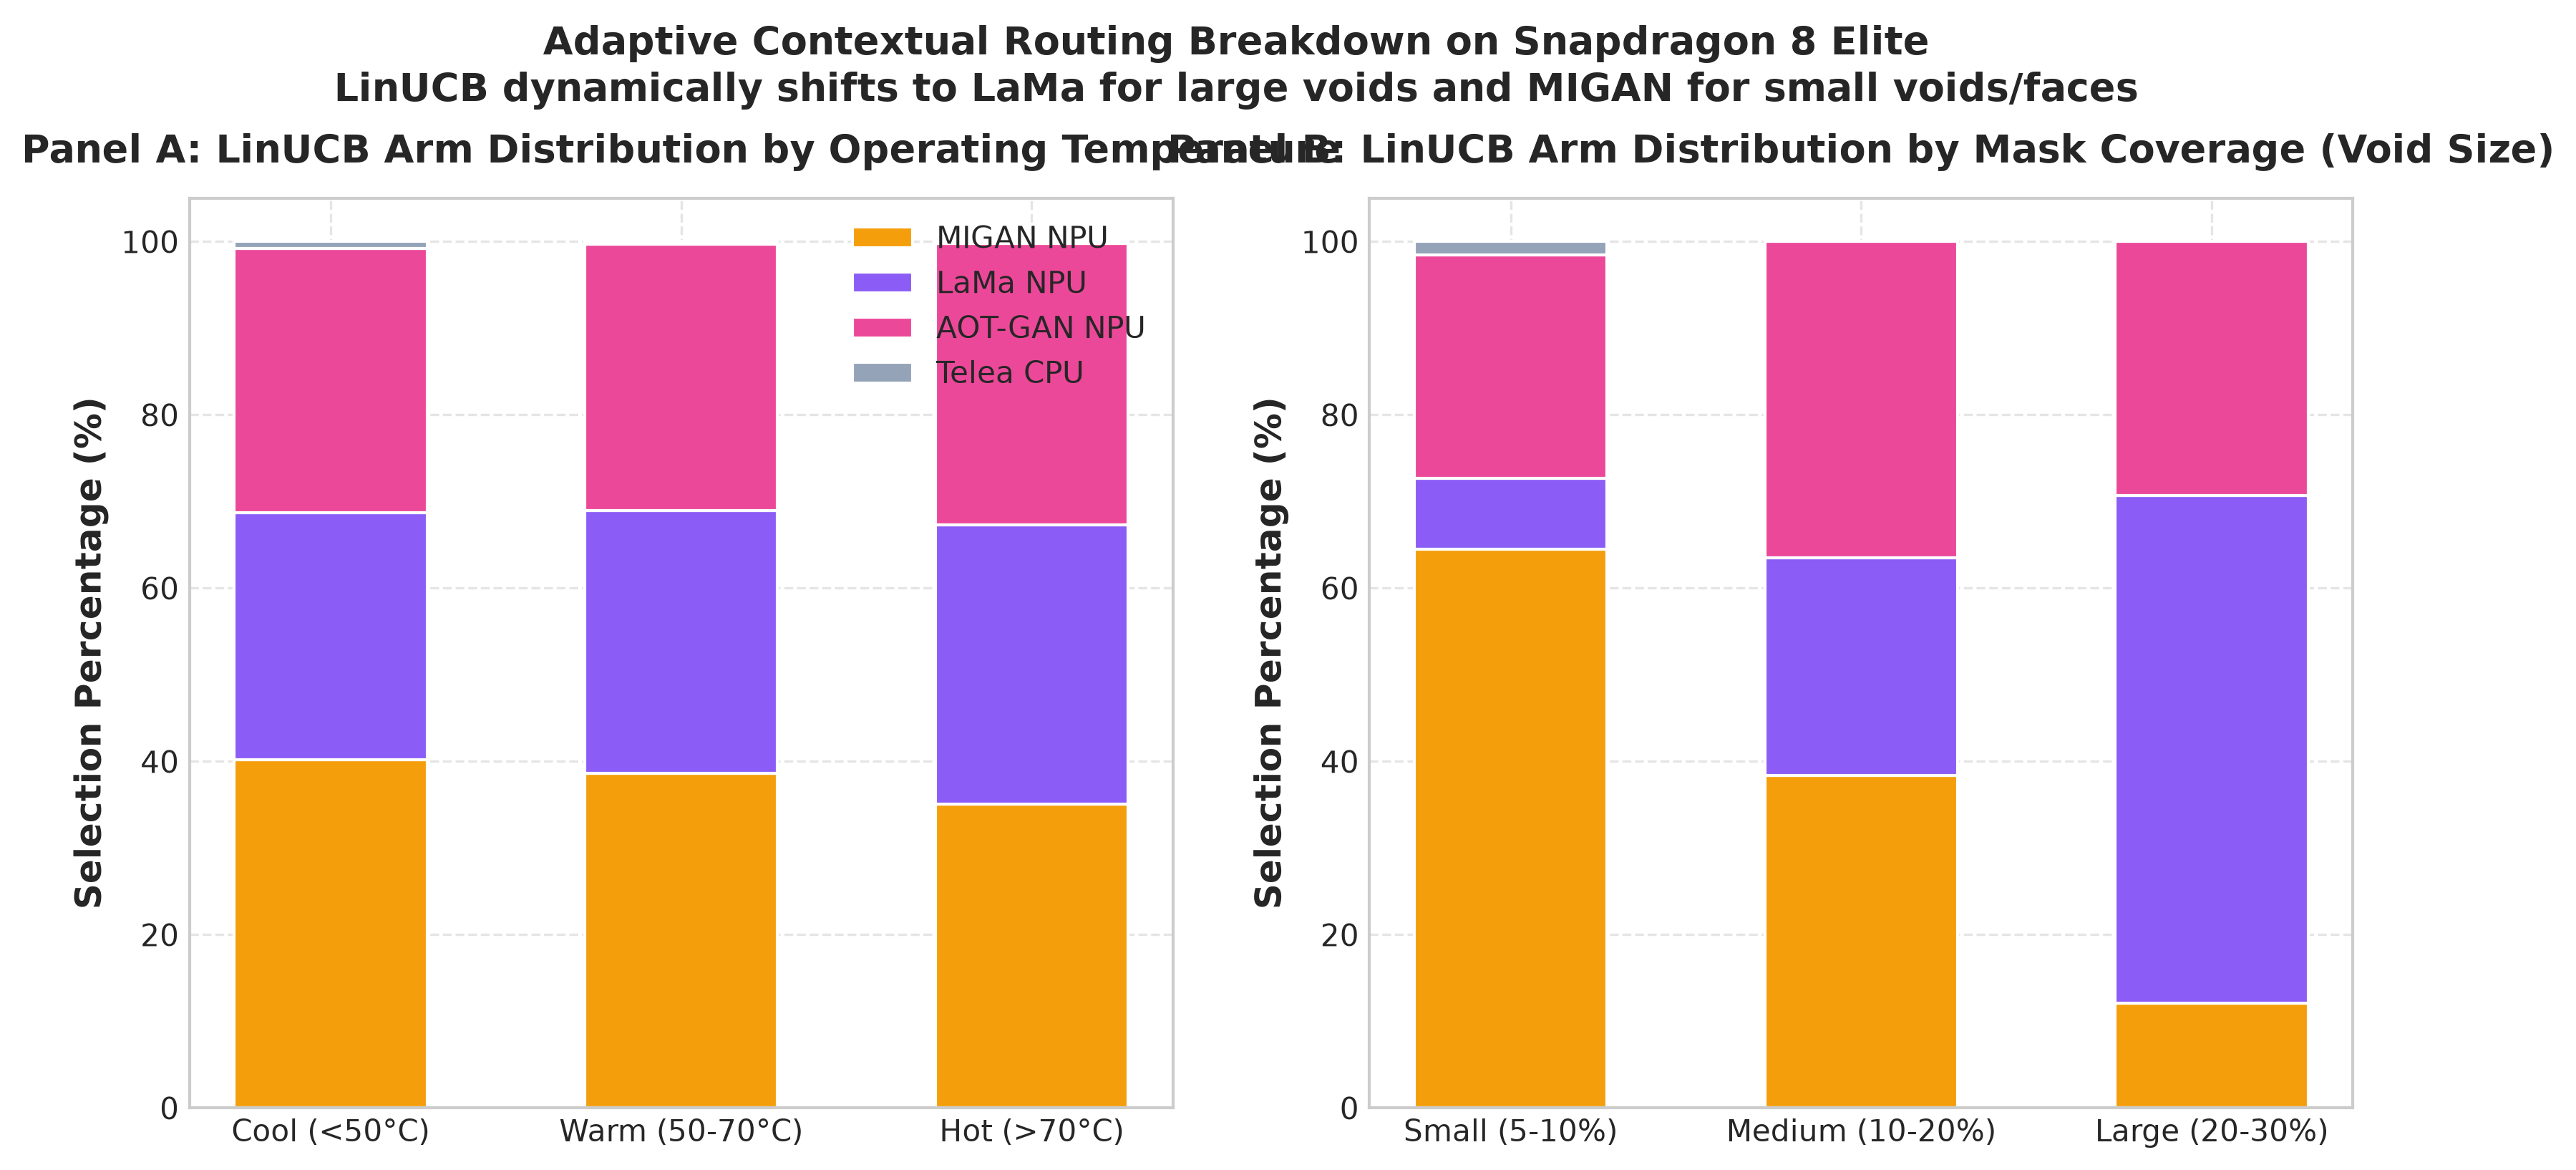 Adaptive Contextual Routing Breakdown on Snapdragon 8 Elite
LinUCB dynamically shifts to LaMa for large voids and MIGAN for small voids/faces
Panel A: LinUCB Arm Distribution by Operating Temperature
Panel B: LinUCB Arm Distribution by Mask Coverage (Void Size)
Selection Percentage (%)
100
80
60
40
20
0
MIGAN NPU
LaMa NPU
AOT-GAN NPU
Telea CPU
Cool (<50°C)
Warm (50-70°C)
Hot (>70°C)
Selection Percentage (%)
100
80
60
40
20
0
Small (5-10%)
Medium (10-20%)
Large (20-30%)